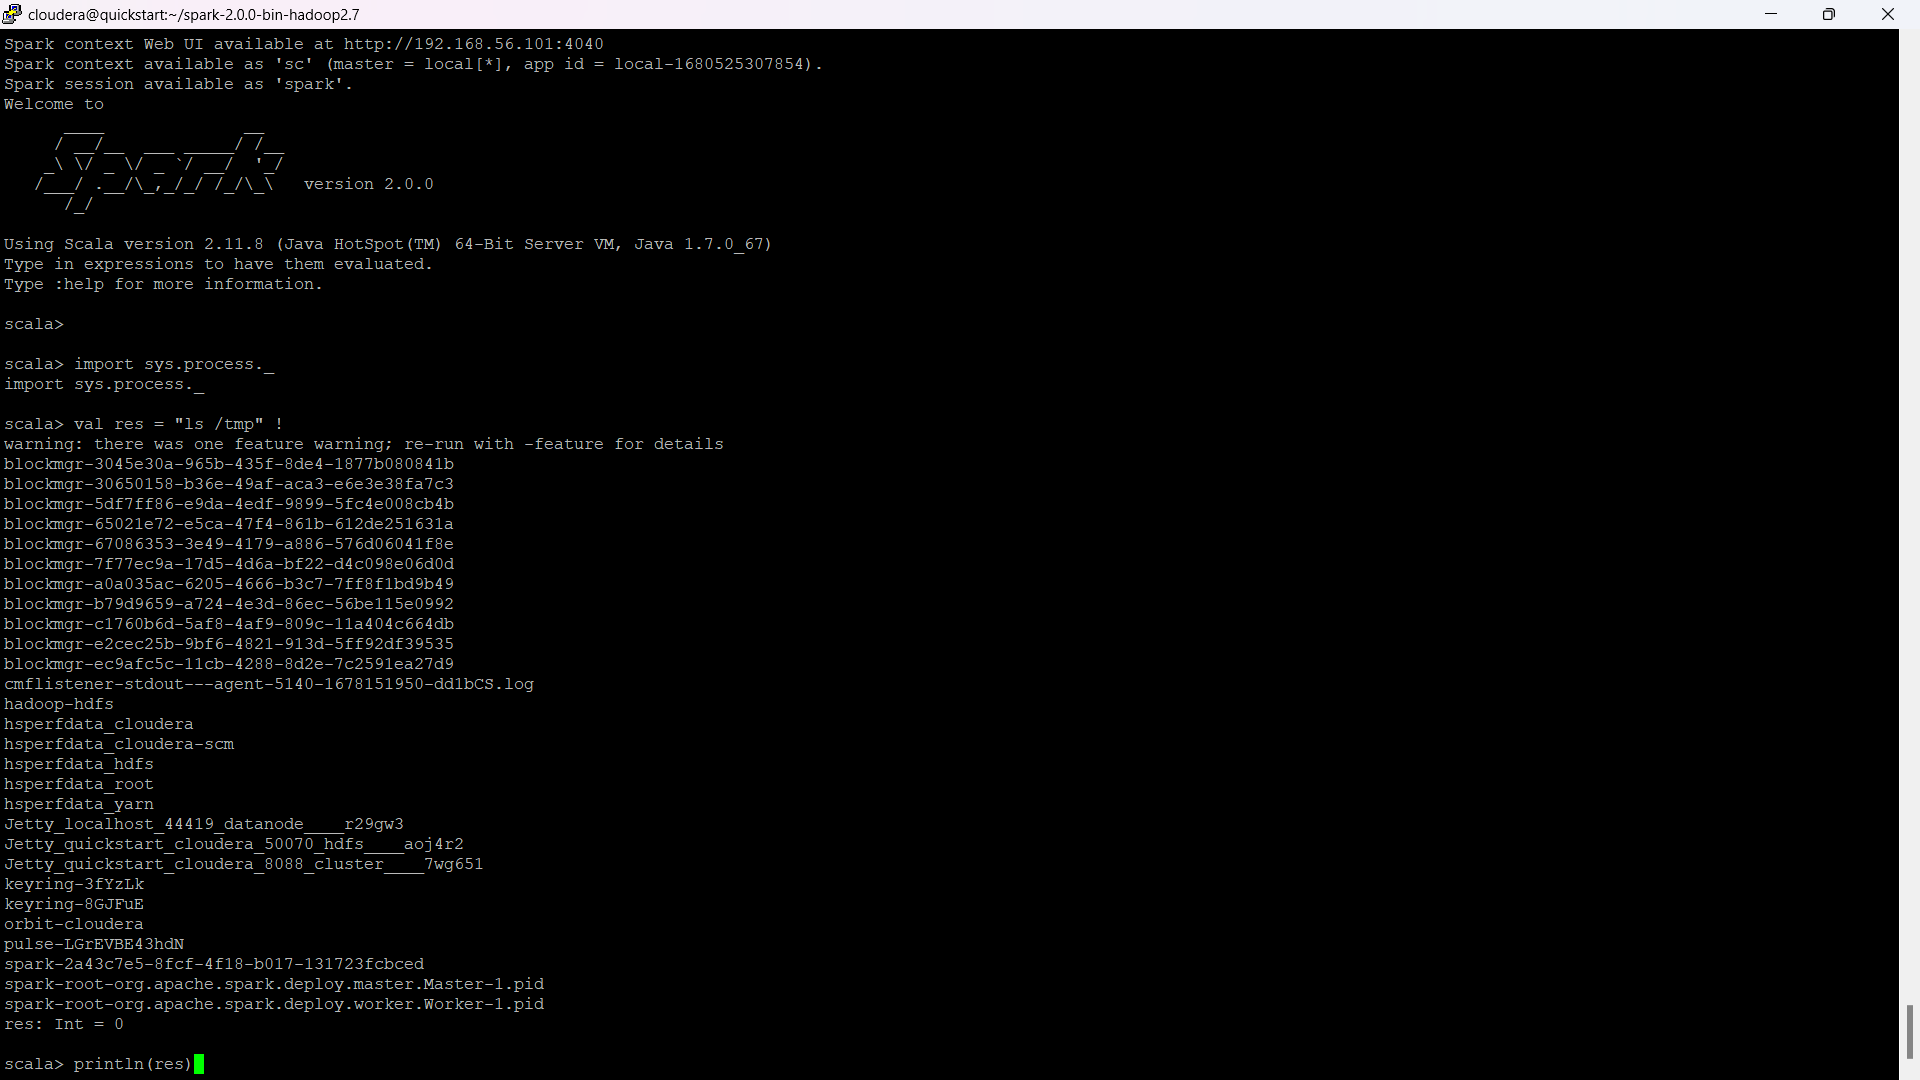 cloudera@quickstart:~/spark-2.0.0-bin-hadoop2.7
Spark context Web UI available at http://192.168.56.101:4040
Spark context available as 'sc' (master = local[*], app id = local-1680525307854).
Spark session available as 'spark'.
Welcome to
      ____              __
     / __/__  ___ _____/ /__
    _\ \/ _ \/ _ `/ __/  '_/
   /___/ .__/\_,_/_/ /_/\_\   version 2.0.0
      /_/
Using Scala version 2.11.8 (Java HotSpot(TM) 64-Bit Server VM, Java 1.7.0_67)
Type in expressions to have them evaluated.
Type :help for more information.
scala>
scala> import sys.process._
import sys.process._
scala> val res = "ls /tmp" !
warning: there was one feature warning; re-run with -feature for details
blockmgr-3045e30a-965b-435f-8de4-1877b080841b
blockmgr-30650158-b36e-49af-aca3-e6e3e38fa7c3
blockmgr-5df7ff86-e9da-4edf-9899-5fc4e008cb4b
blockmgr-65021e72-e5ca-47f4-861b-612de251631a
blockmgr-67086353-3e49-4179-a886-576d06041f8e
blockmgr-7f77ec9a-17d5-4d6a-bf22-d4c098e06d0d
blockmgr-a0a035ac-6205-4666-b3c7-7ff8f1bd9b49
blockmgr-b79d9659-a724-4e3d-86ec-56be115e0992
blockmgr-c1760b6d-5af8-4af9-809c-11a404c664db
blockmgr-e2cec25b-9bf6-4821-913d-5ff92df39535
blockmgr-ec9afc5c-11cb-4288-8d2e-7c2591ea27d9
cmflistener-stdout---agent-5140-1678151950-dd1bCS.log
hadoop-hdfs
hsperfdata_cloudera
hsperfdata_cloudera-scm
hsperfdata_hdfs
hsperfdata_root
hsperfdata_yarn
Jetty_localhost_44419_datanode____r29gw3
Jetty_quickstart_cloudera_50070_hdfs____aoj4r2
Jetty_quickstart_cloudera_8088_cluster____7wg651
keyring-3fYzLk
keyring-8GJFuE
orbit-cloudera
pulse-LGrEVBE43hdN
spark-2a43c7e5-8fcf-4f18-b017-131723fcbced
spark-root-org.apache.spark.deploy.master.Master-1.pid
spark-root-org.apache.spark.deploy.worker.Worker-1.pid
res: Int = 0
scala> println(res)